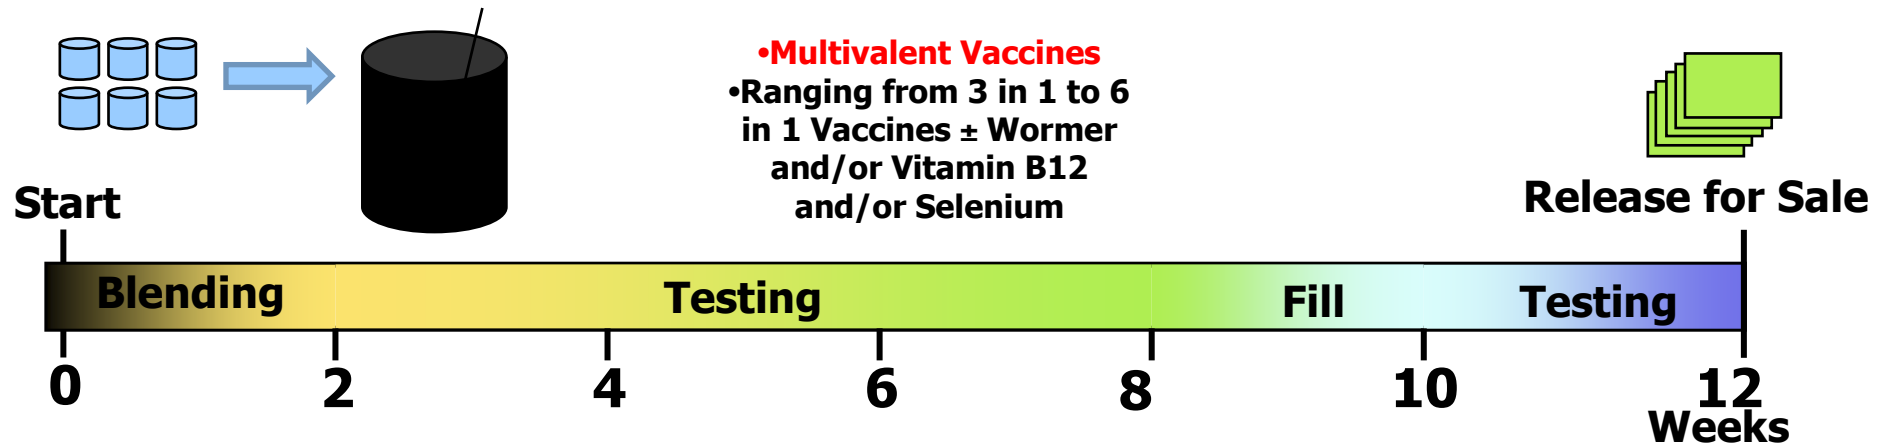 •Multivalent Vaccines
•Ranging from 3 in 1 to 6
in 1 Vaccines ± Wormer
and/or Vitamin B12
and/or Selenium
Start
Release for Sale
Blending
Testing
Fill
Testing
0
2
4
6
8
10
12
Weeks